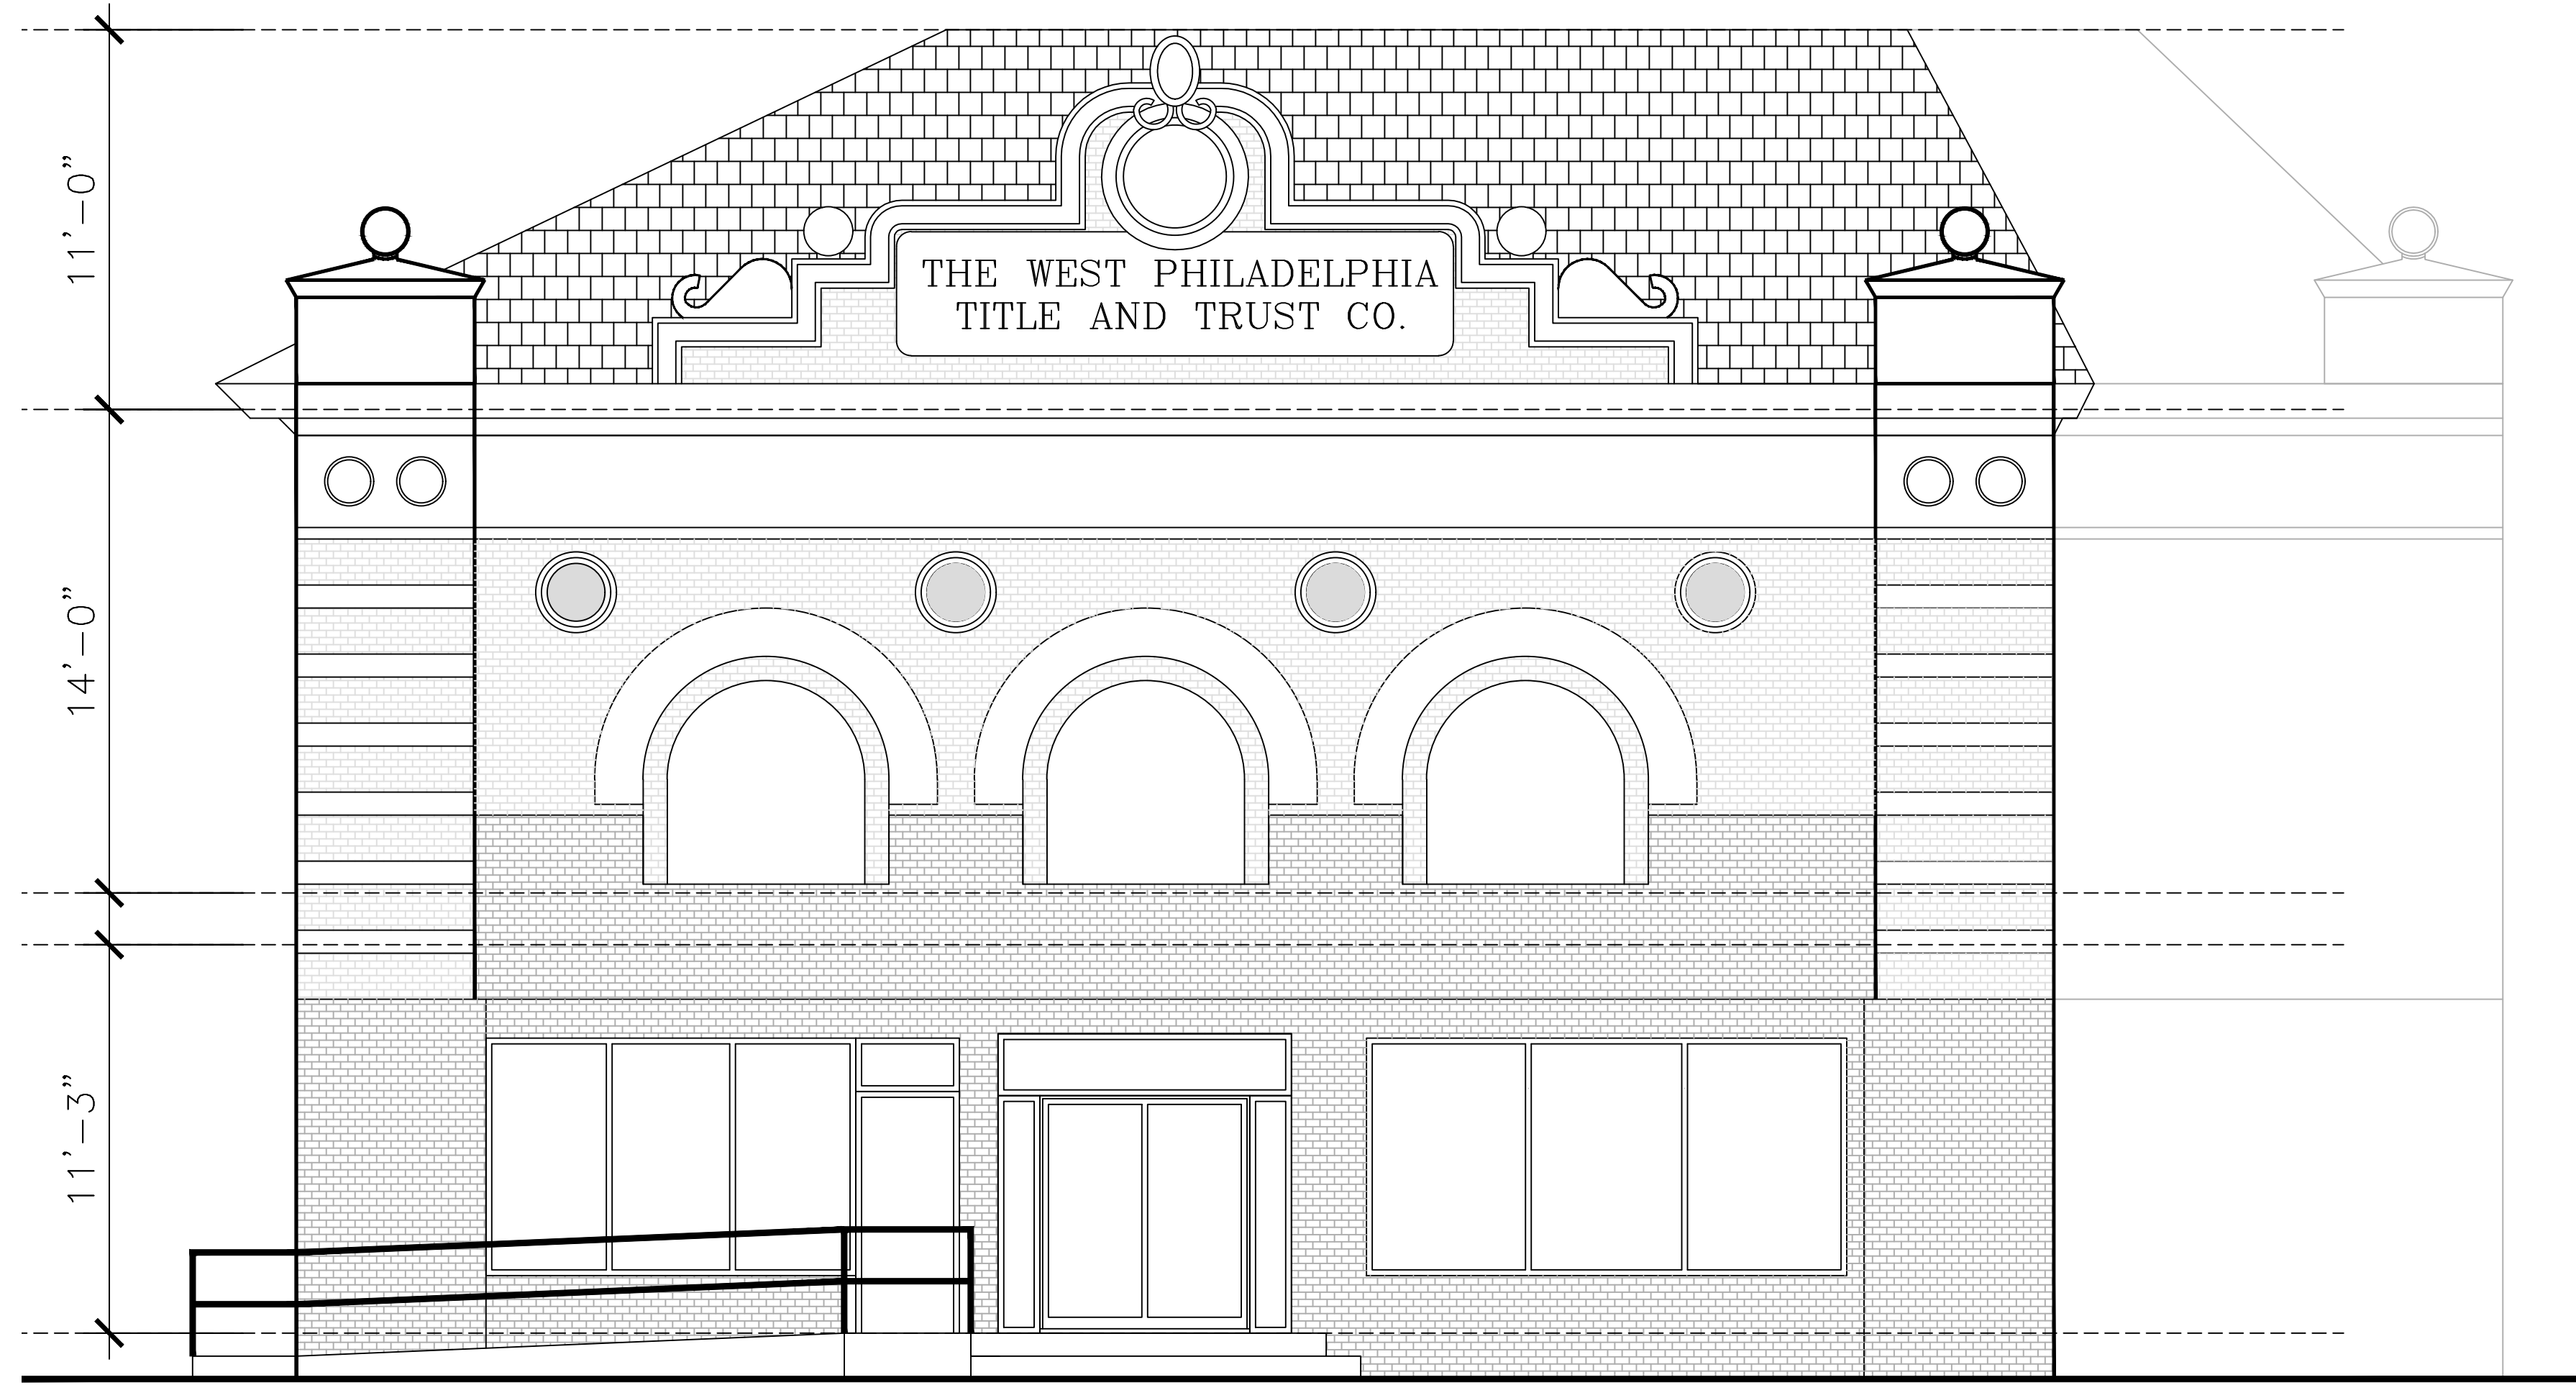 11'-0"
THE WEST PHILADELPHIA
TITLE AND TRUST CO.
14'-0"
11'-3"